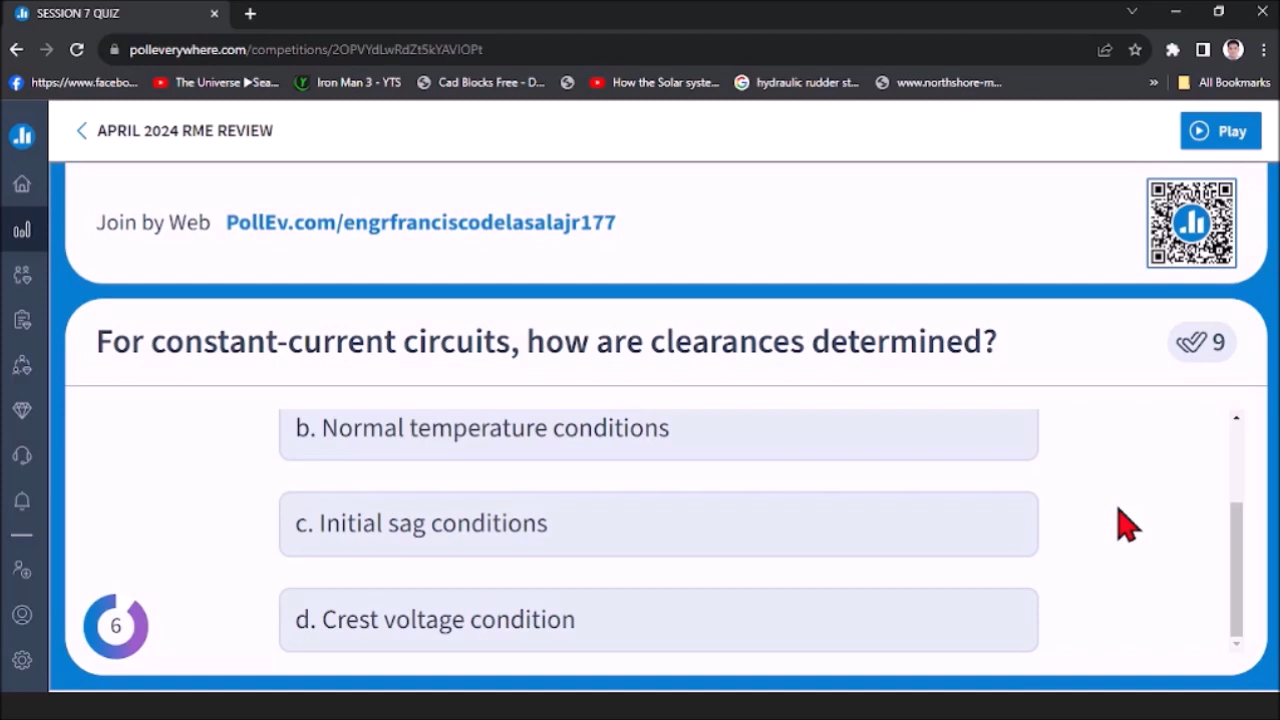 SESSION 7 QUIZ
polleverywhere.com/competitions/2OPVYdLwRdZt5kYAVIOPt
https://www.facebo... The Universe ▶Sea... Iron Man 3 - YTS Cad Blocks Free - D... How the Solar syste... hydraulic rudder st... www.northshore-m... » All Bookmarks
APRIL 2024 RME REVIEW
Play
Join by Web PollEv.com/engrfranciscodelasalajr177
For constant-current circuits, how are clearances determined?
9
b. Normal temperature conditions
c. Initial sag conditions
d. Crest voltage condition
6